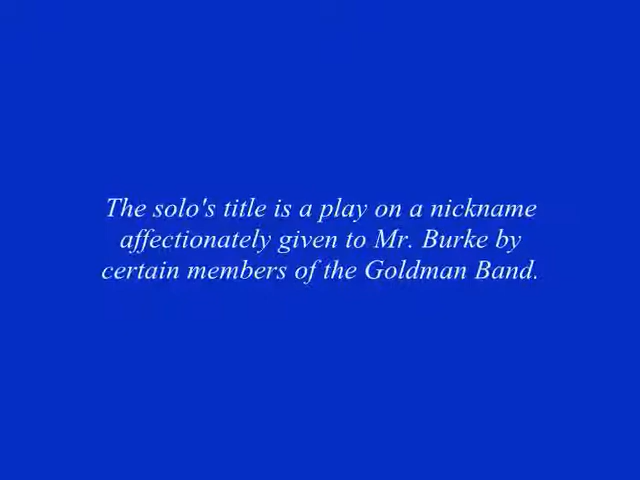 The solo's title is a play on a nickname
affectionately given to Mr. Burke by
certain members of the Goldman Band.